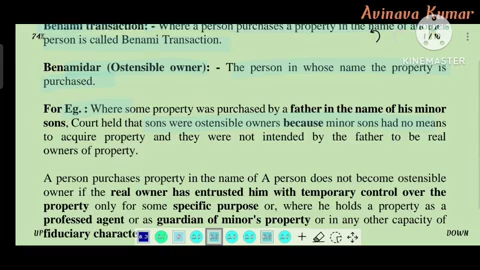 Avinava Kumar
Benami transaction: - Where a person purchases a property in the name of another
74% person is called Benami Transaction.
1 / 16
KINEMASTER
Benamidar (Ostensible owner): - The person in whose name the property is
purchased.
For Eg. : Where some property was purchased by a father in the name of his minor
sons, Court held that sons were ostensible owners because minor sons had no means
to acquire property and they were not intended by the father to be real
owners of property.
A person purchases property in the name of A person does not become ostensible
owner if the real owner has entrusted him with temporary control over the
property only for some specific purpose or, where he holds a property as a
professed agent or as guardian of minor's property or in any other capacity of
UP fiduciary DOWN